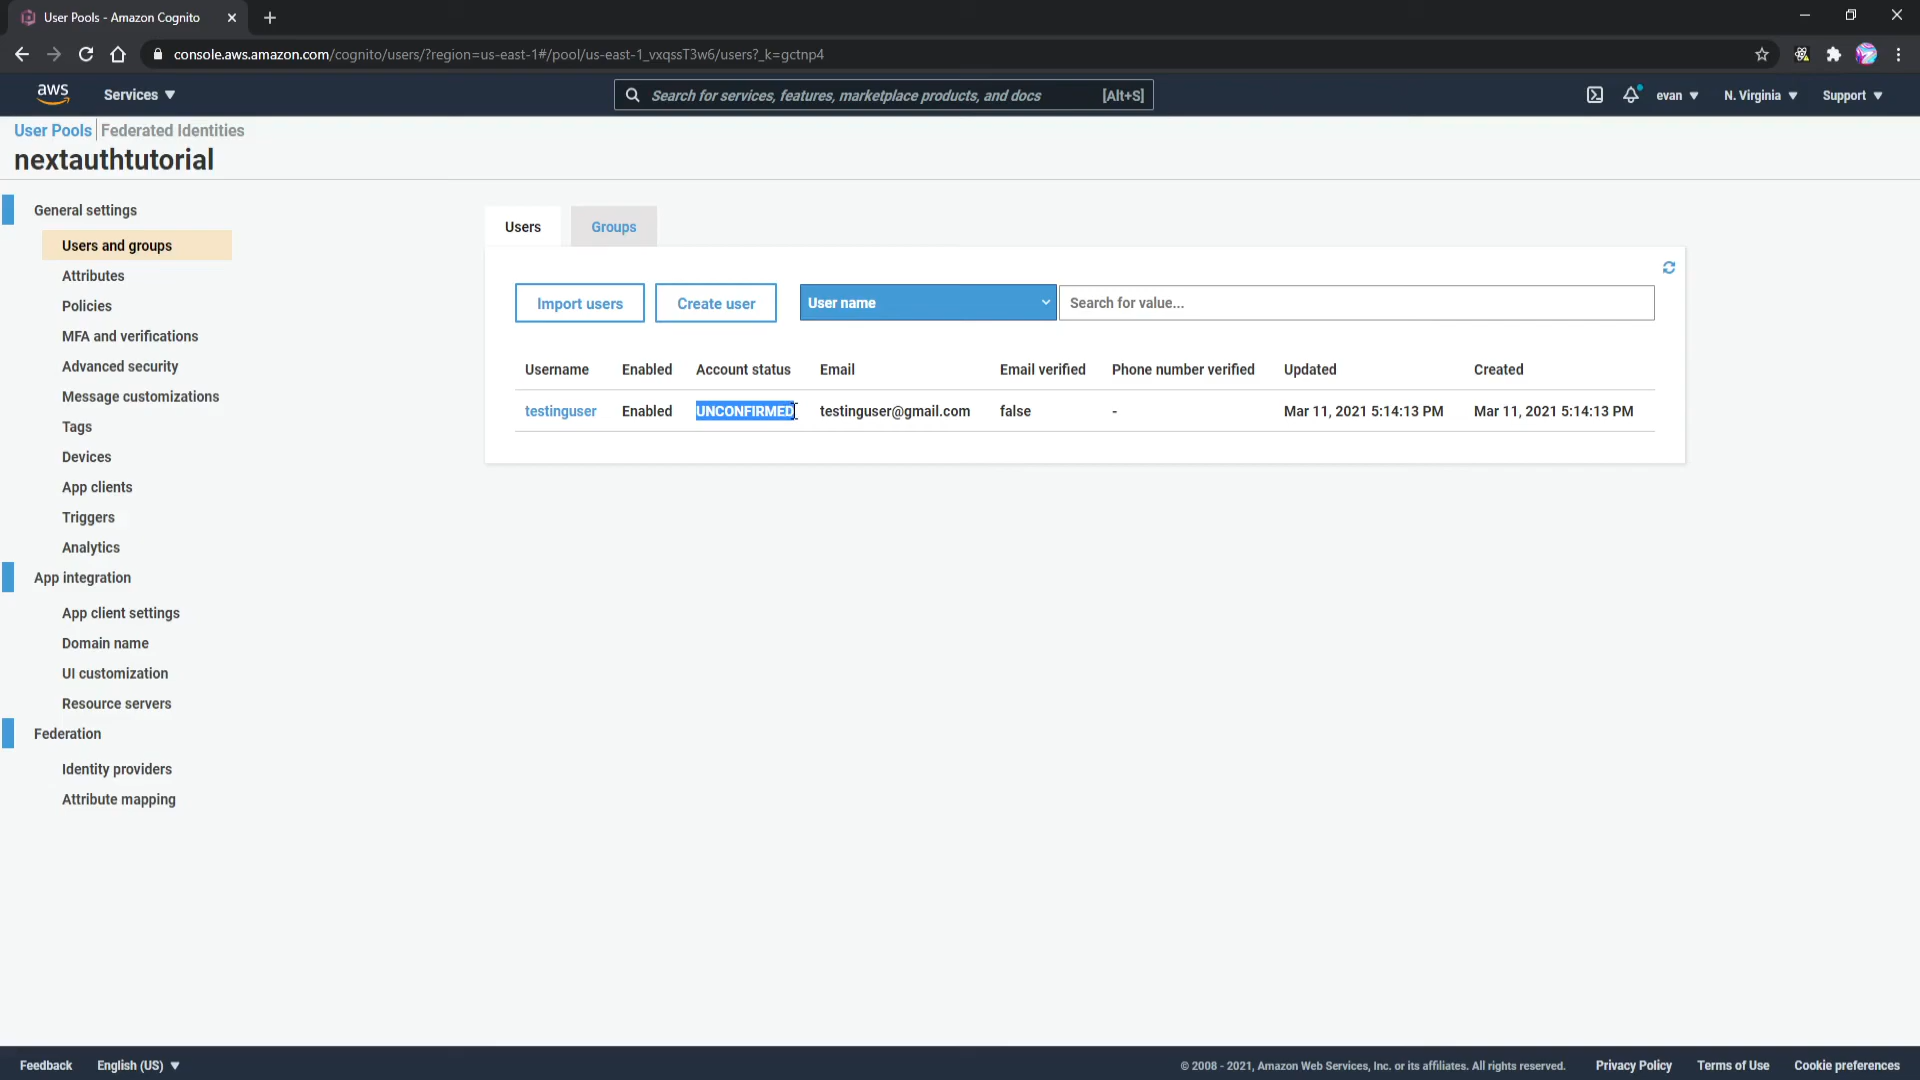 User Pools - Amazon Cognito
console.aws.amazon.com/cognito/users/?region=us-east-1#/pool/us-east-1_vxqssT3w6/users?_k=gctnp4
aws Services Search for services, features, marketplace products, and docs [Alt+S] evan N. Virginia Support
User Pools Federated Identities
nextauthtutorial
General settings
Users and groups
Attributes
Policies
MFA and verifications
Advanced security
Message customizations
Tags
Devices
App clients
Triggers
Analytics
App integration
App client settings
Domain name
UI customization
Resource servers
Federation
Identity providers
Attribute mapping
Users Groups
Import users Create user User name Search for value...
Username Enabled Account status Email Email verified Phone number verified Updated Created
testinguser Enabled UNCONFIRMED testinguser@gmail.com false - Mar 11, 2021 5:14:13 PM Mar 11, 2021 5:14:13 PM
Feedback English (US) © 2008 - 2021, Amazon Web Services, Inc. or its affiliates. All rights reserved. Privacy Policy Terms of Use Cookie preferences